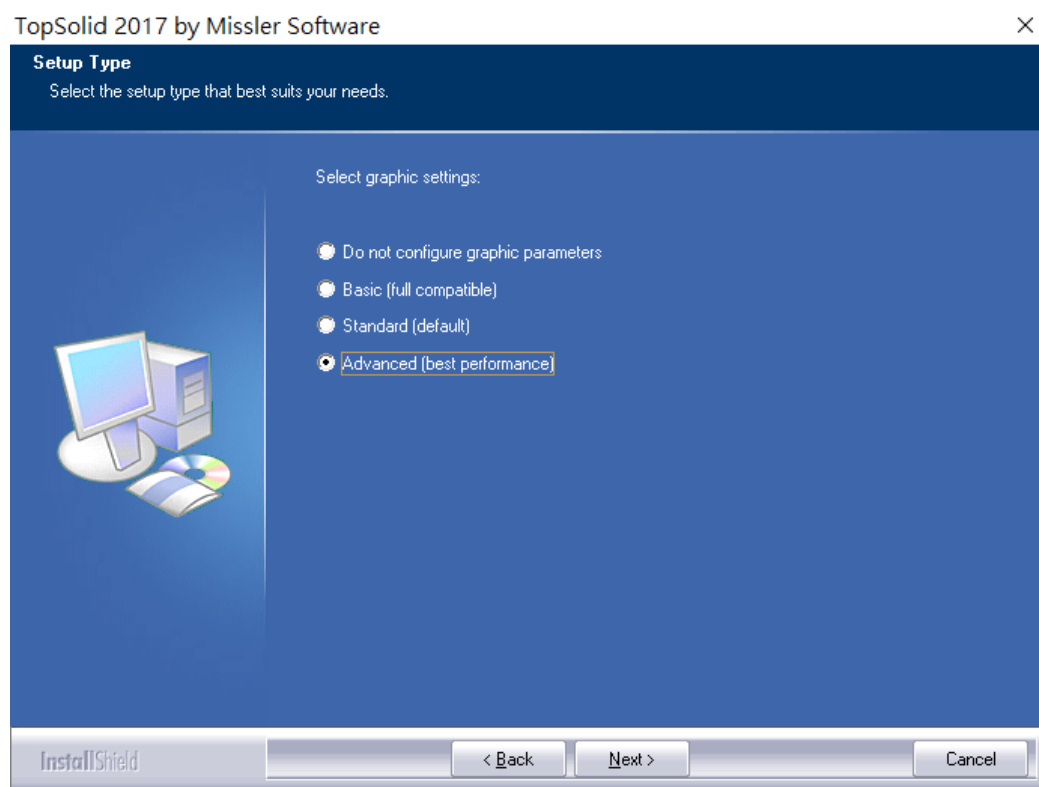 TopSolid 2017 by Missler Software
Setup Type
Select the setup type that best suits your needs.
Select graphic settings:
Do not configure graphic parameters
Basic (full compatible)
Standard (default)
Advanced (best performance)
InstallShield
< Back
Next >
Cancel